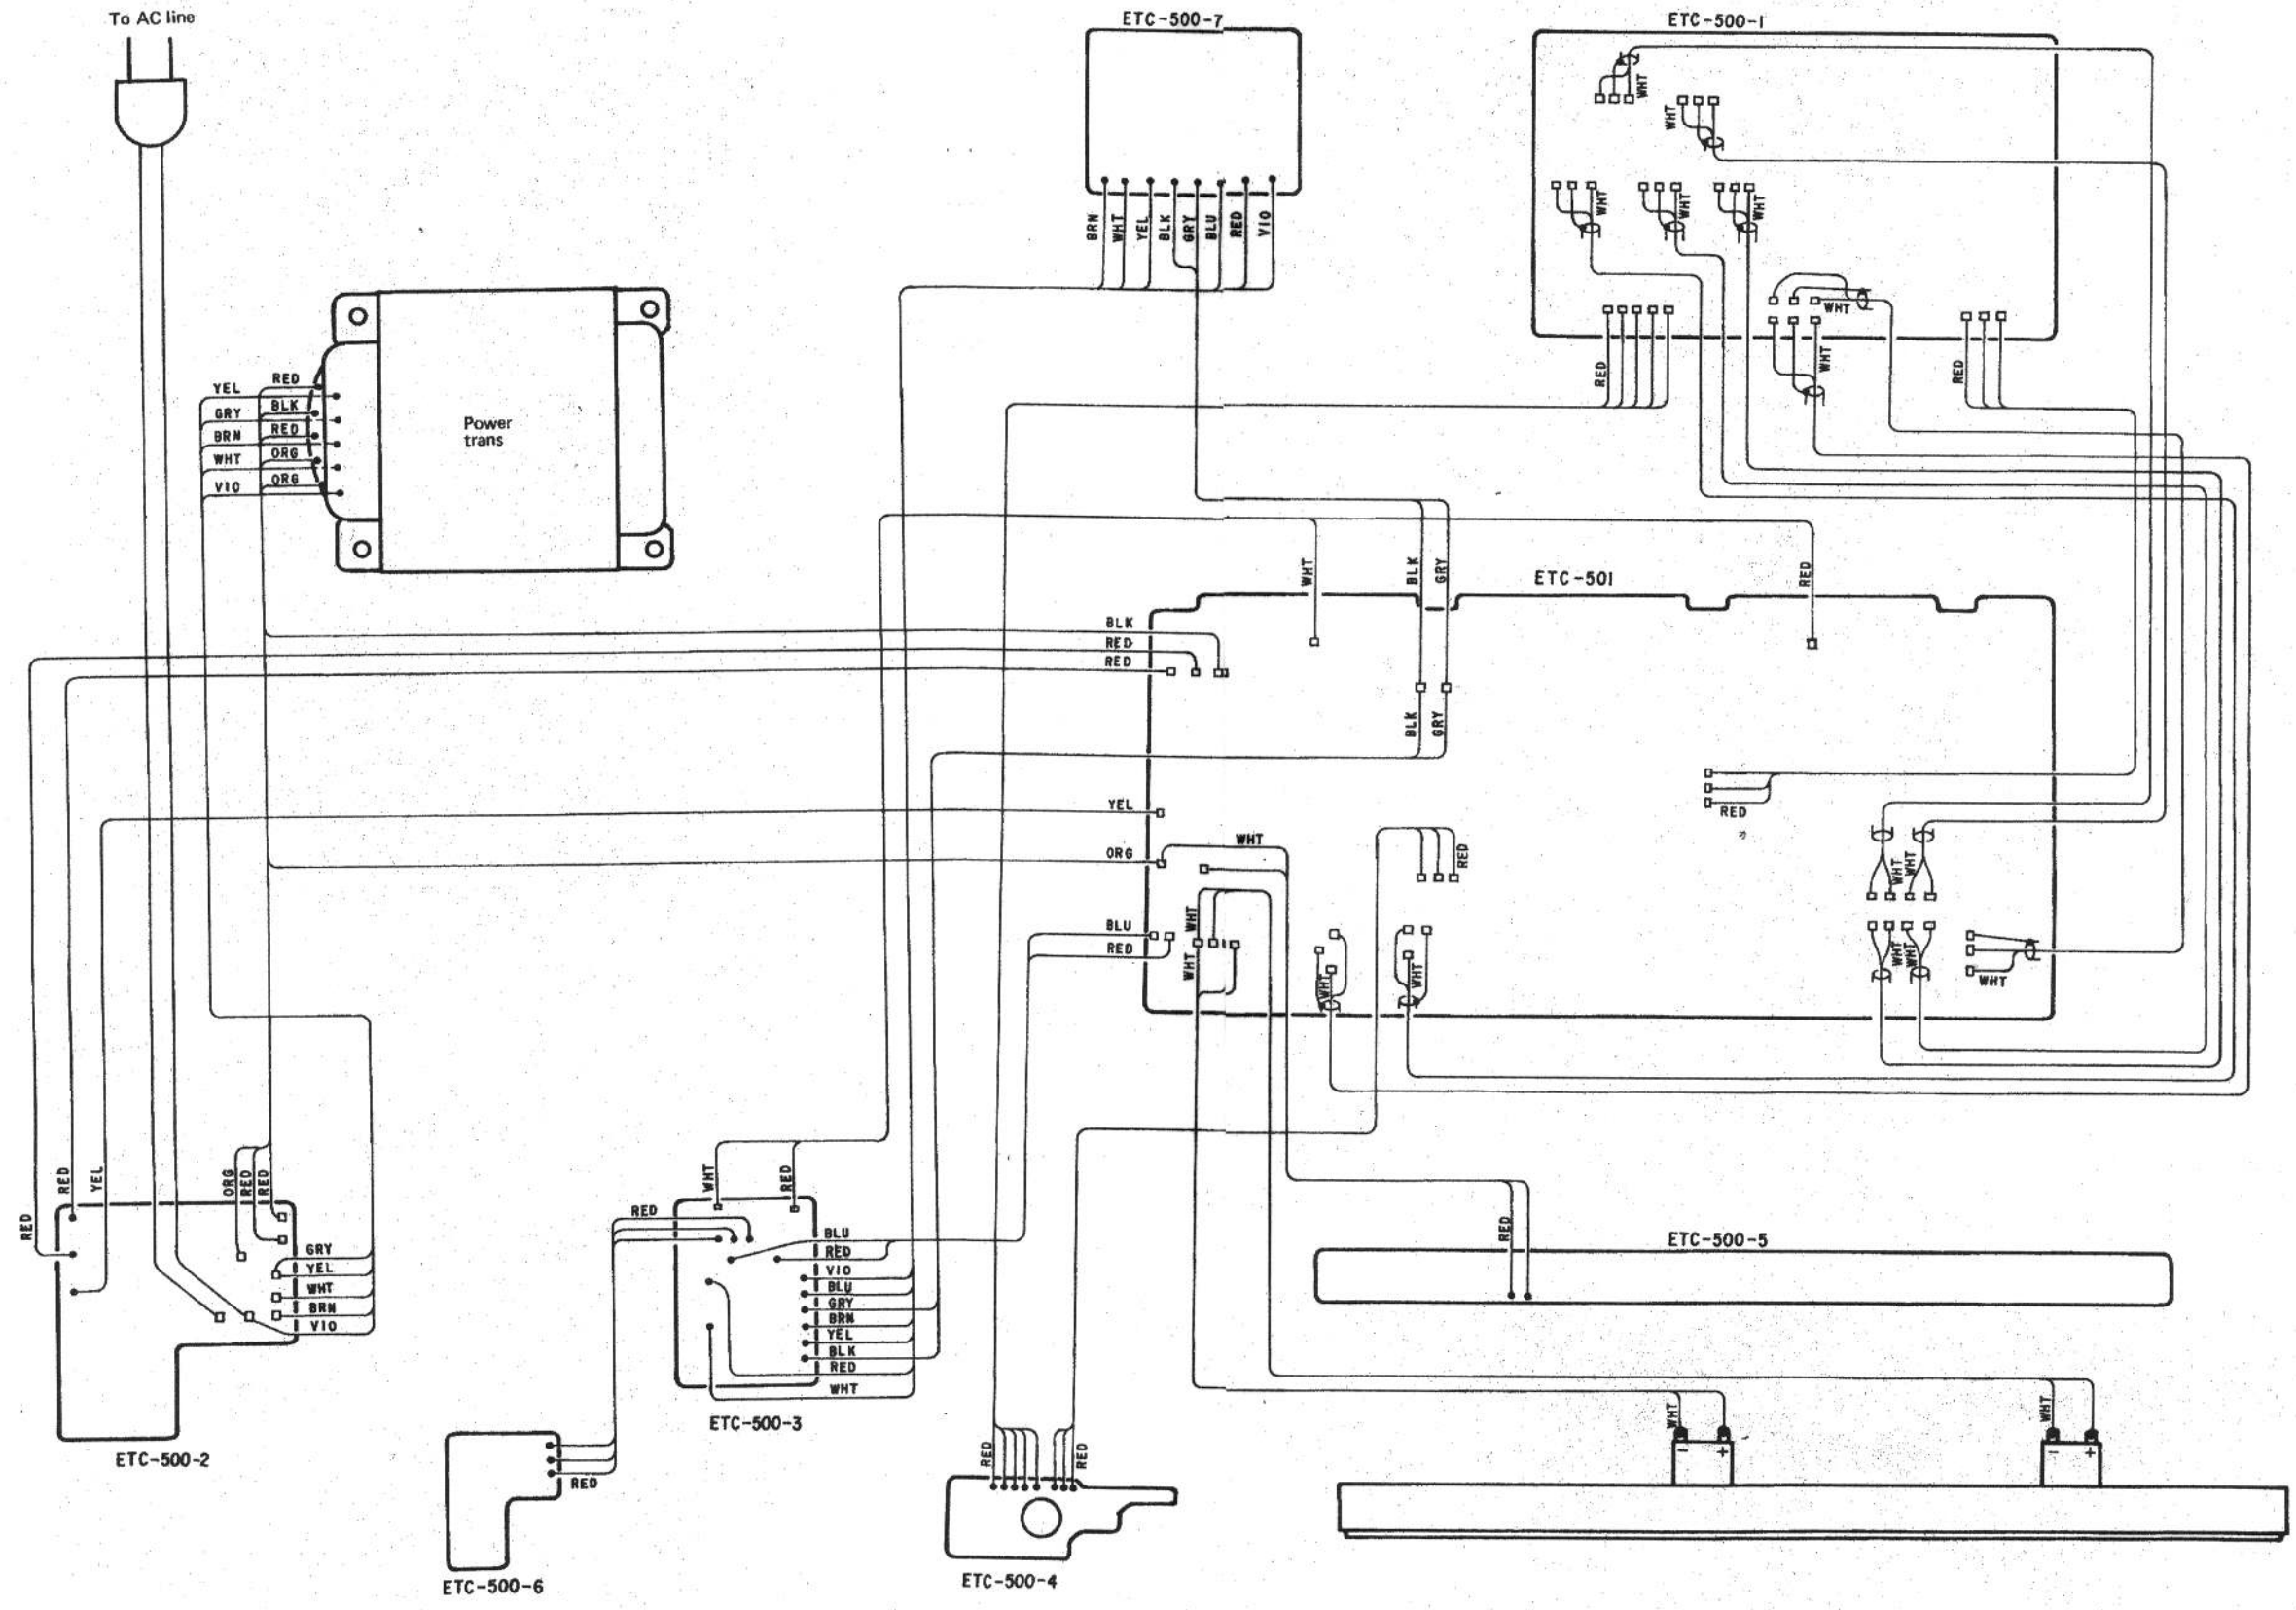 To AC line
ETC-500-7
ETC-500-1
WHT
WHT
WHT
WHT
WHT
BRN
WHT
YEL
BLK
GRY
BLU
RED
VIO
WHT
RED
WHT
RED
YEL
GRY
BRN
WHT
VIO
RED
BLK
RED
ORG
ORG
Power
trans
WHT
BLK
GRY
ETC-501
RED
BLK
RED
RED
BLK
GRY
YEL
RED
ORG
WHT
RED
WHT
WHT
BLU
RED
WHT
WHT
WHT
WHT
WHT
WHT
WHT
RED
RED
YEL
ORG
RED
RED
GRY
YEL
WHT
BRN
VIO
ETC-500-2
WHT
RED
RED
BLU
RED
VIO
BLU
GRY
BRN
YEL
BLK
RED
WHT
ETC-500-3
RED
ETC-500-5
RED
ETC-500-6
RED
RED
ETC-500-4
WHT
- +
WHT
- +